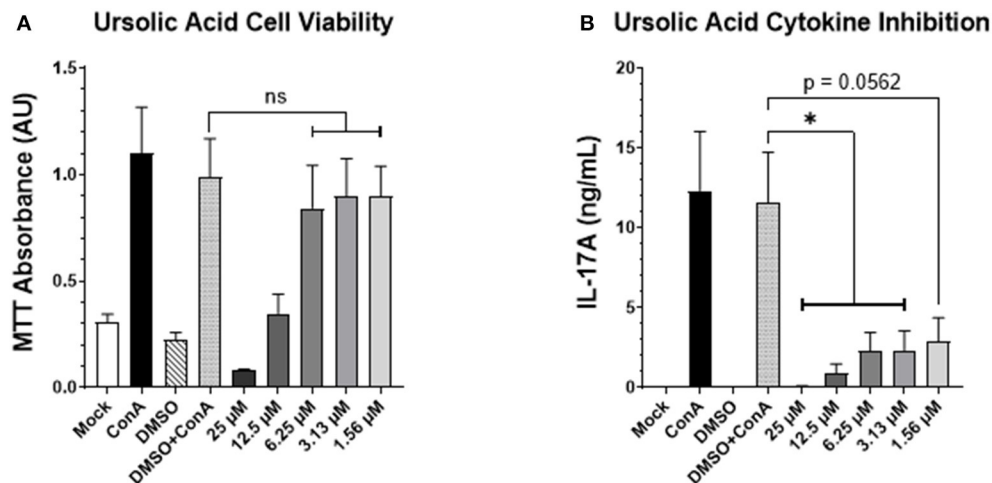 A Ursolic Acid Cell Viability
MTT Absorbance (AU)
1.5
1.0
0.5
0.0
ns
Mock
ConA
DMSO
DMSO+ConA
25 µM
12.5 µM
6.25 µM
3.13 µM
1.56 µM
B Ursolic Acid Cytokine Inhibition
IL-17A (ng/mL)
20
15
10
5
0
p = 0.0562
*
Mock
ConA
DMSO
DMSO+ConA
25 µM
12.5 µM
6.25 µM
3.13 µM
1.56 µM